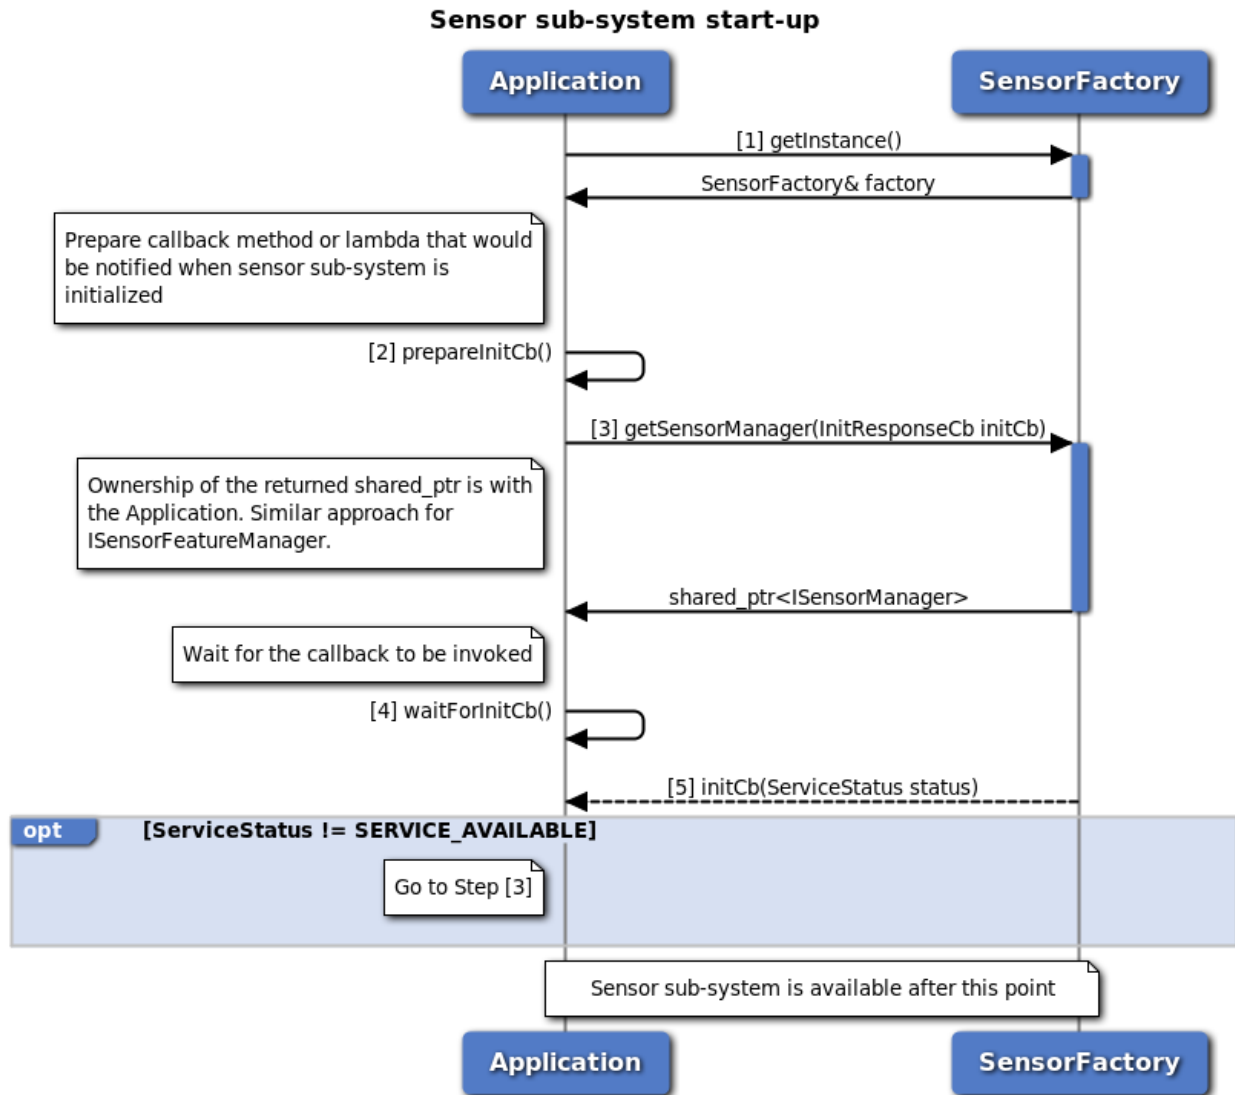 Sensor sub-system start-up
Application
SensorFactory
[1] getInstance()
SensorFactory& factory
Prepare callback method or lambda that would
be notified when sensor sub-system is
initialized
[2] prepareInitCb()
[3] getSensorManager(InitResponseCb initCb)
Ownership of the returned shared_ptr is with
the Application. Similar approach for
ISensorFeatureManager.
shared_ptr<ISensorManager>
Wait for the callback to be invoked
[4] waitForInitCb()
[5] initCb(ServiceStatus status)
opt
[ServiceStatus != SERVICE_AVAILABLE]
Go to Step [3]
Sensor sub-system is available after this point
Application
SensorFactory